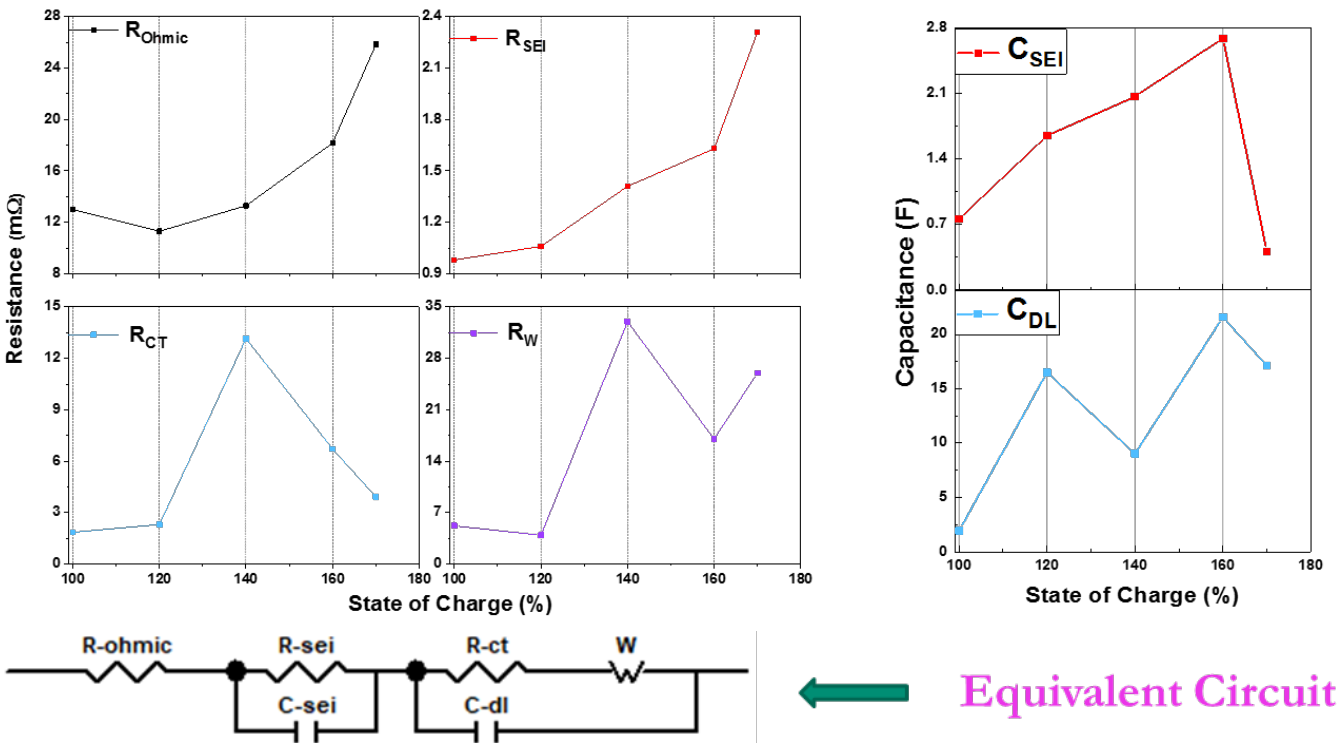 28
24
20
16
12
8
R_Ohmic
2.4
2.1
1.8
1.5
1.2
0.9
R_SEI
Resistance (mΩ)
15
12
9
6
3
0
R_CT
100 120 140 160 180
35
28
21
14
7
0
R_W
100 120 140 160 180
State of Charge (%)
2.8
2.1
1.4
0.7
0.0
C_SEI
Capacitance (F)
20
15
10
5
0
C_DL
100 120 140 160 180
State of Charge (%)
R-ohmic R-sei R-ct W
C-sei C-dl
Equivalent Circuit